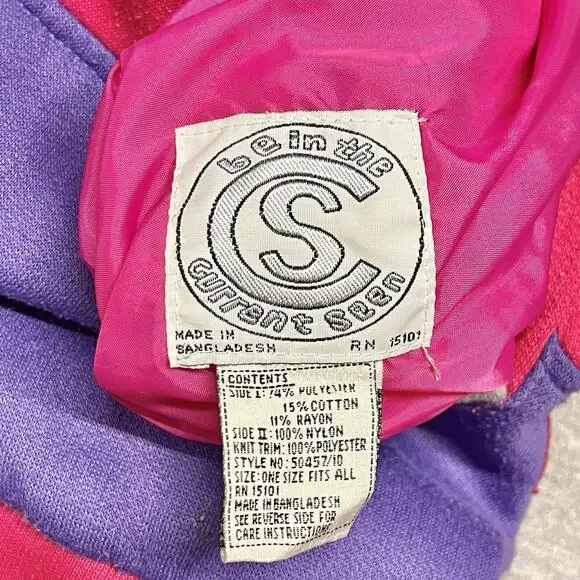 be in the
CS
current seen
MADE IN
BANGLADESH RN 15101
CONTENTS
SIDE I: 74% POLYESTER
15% COTTON
11% RAYON
SIDE II: 100% NYLON
KNIT TRIM: 100% POLYESTER
STYLE NO: 50457/10
SIZE: ONE SIZE FITS ALL
RN 15101
MADE IN BANGLADESH
SEE REVERSE SIDE FOR
CARE INSTRUCTIONS